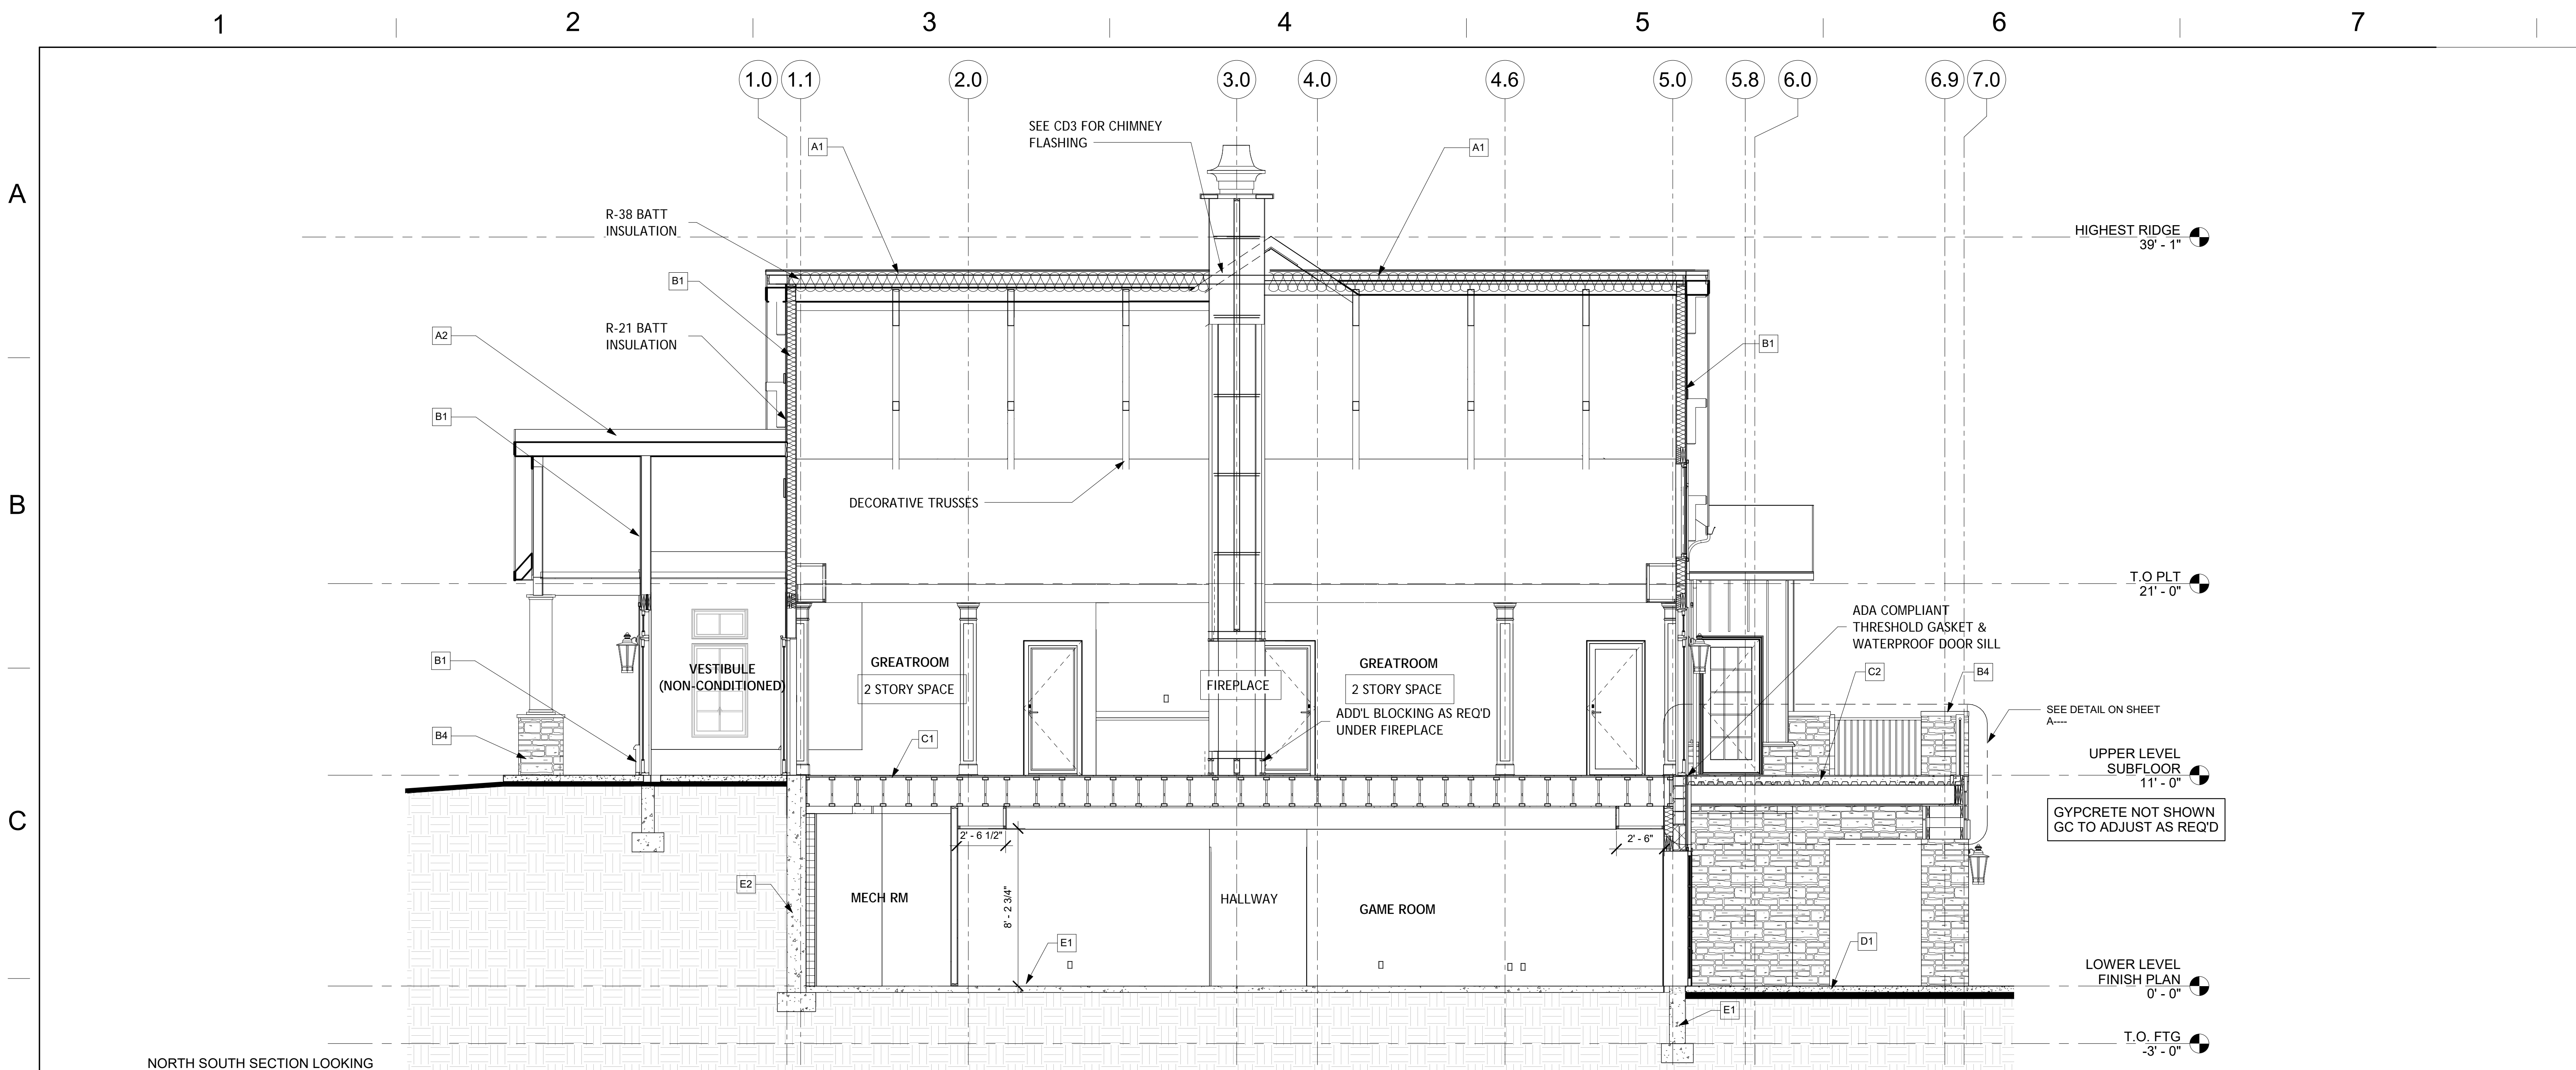 1 2 3 4 5 6 7
1.0 1.1 2.0 3.0 4.0 4.6 5.0 5.8 6.0 6.9 7.0
SEE CD3 FOR CHIMNEY
FLASHING
A1
A1
A
R-38 BATT
INSULATION
HIGHEST RIDGE
39' - 1"
B1
R-21 BATT
INSULATION
A2
B1
B1
B
DECORATIVE TRUSSES
T.O PLT
21' - 0"
ADA COMPLIANT
THRESHOLD GASKET &
WATERPROOF DOOR SILL
B1
VESTIBULE
(NON-CONDITIONED)
GREATROOM
2 STORY SPACE
FIREPLACE
GREATROOM
2 STORY SPACE
C2
B4
ADD'L BLOCKING AS REQ'D
UNDER FIREPLACE
SEE DETAIL ON SHEET
A----
B4
C1
UPPER LEVEL
SUBFLOOR
11' - 0"
C
GYPCRETE NOT SHOWN
GC TO ADJUST AS REQ'D
2' - 6 1/2"
2' - 6"
E2
MECH RM
8' - 2 3/4"
HALLWAY
GAME ROOM
E1
D1
LOWER LEVEL
FINISH PLAN
0' - 0"
E1
T.O. FTG
-3' - 0"
NORTH SOUTH SECTION LOOKING